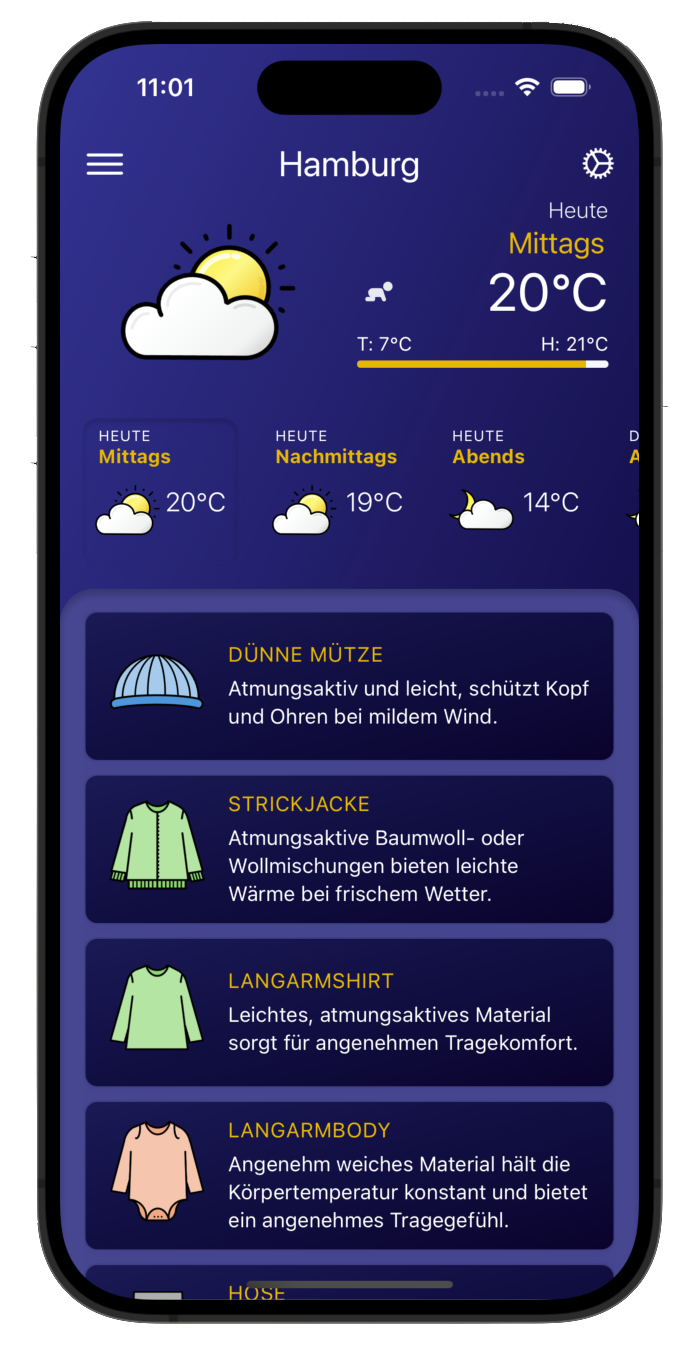 11:01
Hamburg
Heute
Mittags
20°C
T: 7°C
H: 21°C
HEUTE
Mittags
20°C
HEUTE
Nachmittags
19°C
HEUTE
Abends
14°C
DÜNNE MÜTZE
Atmungsaktiv und leicht, schützt Kopf
und Ohren bei mildem Wind.
STRICKJACKE
Atmungsaktive Baumwoll- oder
Wollmischungen bieten leichte
Wärme bei frischem Wetter.
LANGARMSHIRT
Leichtes, atmungsaktives Material
sorgt für angenehmen Tragekomfort.
LANGARMBODY
Angenehm weiches Material hält die
Körpertemperatur konstant und bietet
ein angenehmes Tragegefühl.
HOSE